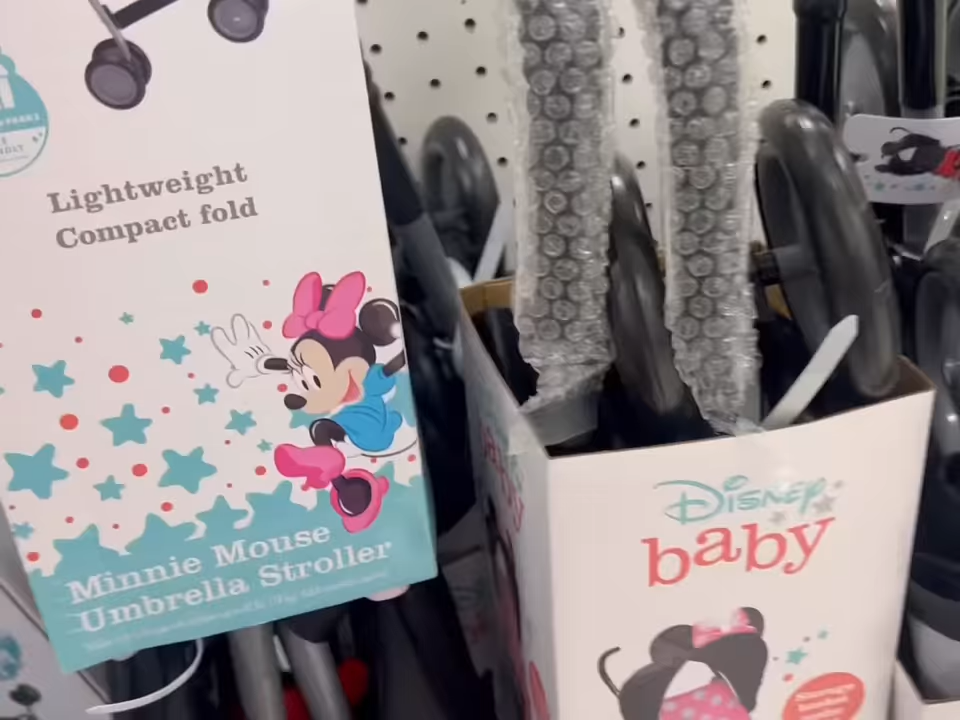 Lightweight
Compact fold
Minnie Mouse
Umbrella Stroller
Disney
baby